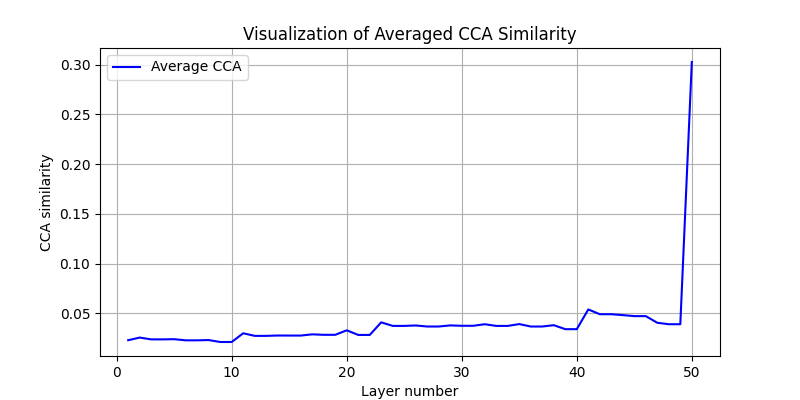 Visualization of Averaged CCA Similarity
Average CCA
CCA similarity
0.30
0.25
0.20
0.15
0.10
0.05
0 10 20 30 40 50
Layer number